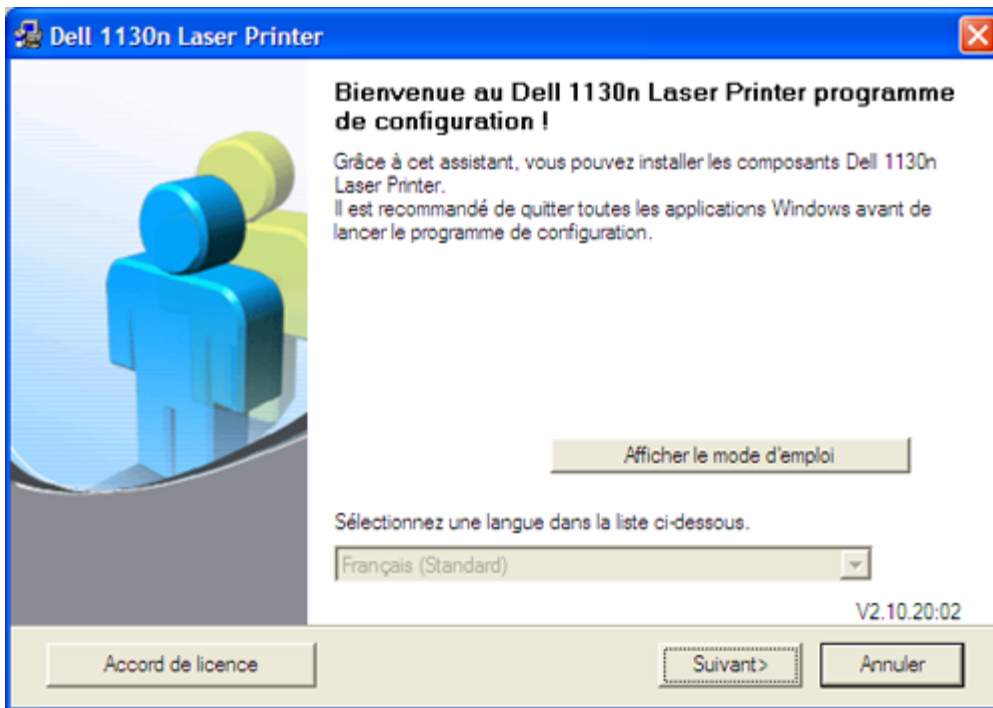 Dell 1130n Laser Printer
Bienvenue au Dell 1130n Laser Printer programme
de configuration !
Grâce à cet assistant, vous pouvez installer les composants Dell 1130n
Laser Printer.
Il est recommandé de quitter toutes les applications Windows avant de
lancer le programme de configuration.
Afficher le mode d'emploi
Sélectionnez une langue dans la liste ci-dessous.
Français (Standard)
V2.10.20:02
Accord de licence
Suivant>
Annuler